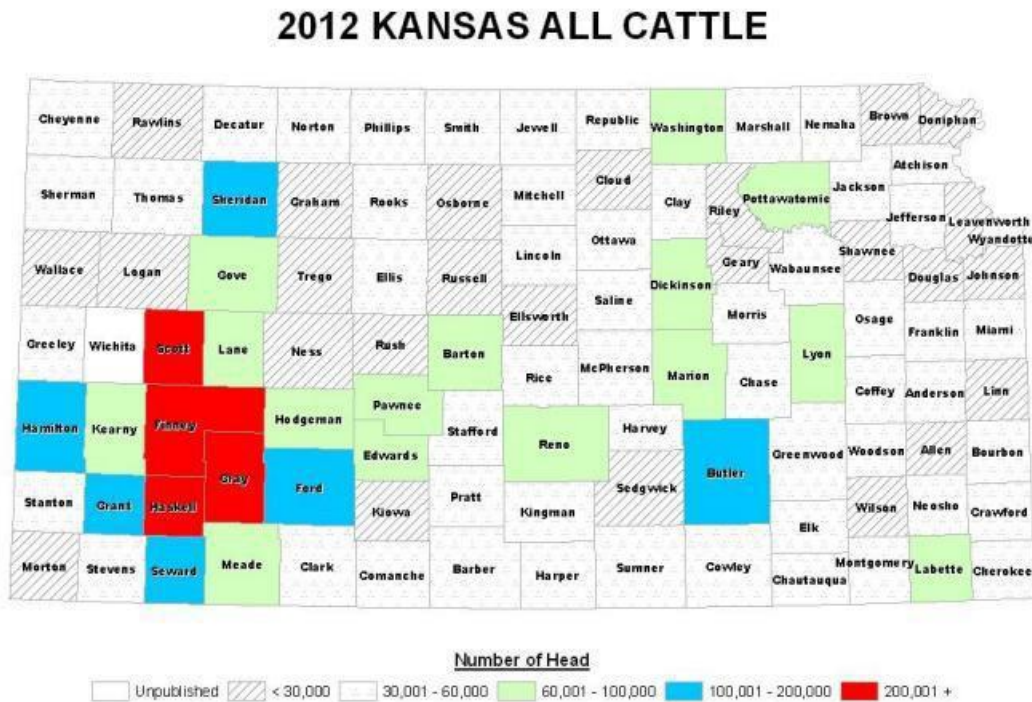 2012 KANSAS ALL CATTLE
Cheyenne Rawlins Decatur Norton Phillips Smith Jewell Republic Washington Marshall Nemaha Brown Doniphan
Sherman Thomas Sheridan Graham Rooks Osborne Mitchell Cloud Clay Riley Pottawatomie Jackson Atchison
Jefferson Leavenworth
Wyandotte
Wallace Logan Gove Trego Ellis Russell Lincoln Ottawa Dickinson Geary Wabaunsee Shawnee Douglas Johnson
Saline
Greeley Wichita Scott Lane Ness Rush Barton Ellsworth Morris Osage Franklin Miami
Rice McPherson Marion Chase Lyon Coffey Anderson Linn
Hamilton Kearny Finney Hodgeman Pawnee Stafford Reno Harvey Butler Greenwood Woodson Allen Bourbon
Gray Ford Edwards Sedgwick
Stanton Grant Haskell Kiowa Pratt Kingman Elk Wilson Neosho Crawford
Morton Stevens Seward Meade Clark Comanche Barber Harper Sumner Cowley Chautauqua Montgomery Labette Cherokee
Number of Head
Unpublished < 30,000 30,001 - 60,000 60,001 - 100,000 100,001 - 200,000 200,001 +